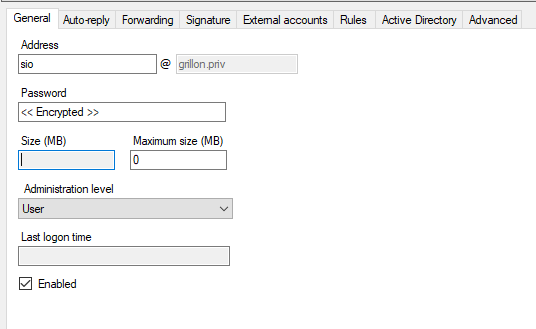 General Auto-reply Forwarding Signature External accounts Rules Active Directory Advanced
Address
sio @ grillon.priv
Password
<< Encrypted >>
Size (MB) Maximum size (MB)
0
Administration level
User
Last logon time
Enabled